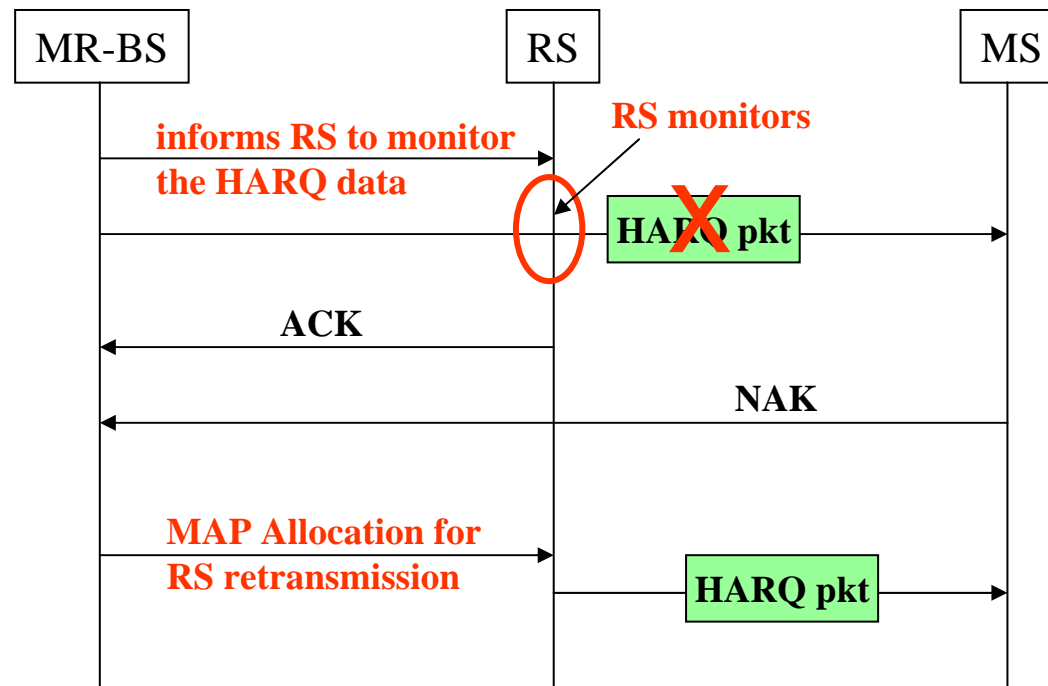 MR-BS
RS
MS
RS monitors
informs RS to monitor
the HARQ data
HARQ pkt
X
ACK
NAK
MAP Allocation for
RS retransmission
HARQ pkt